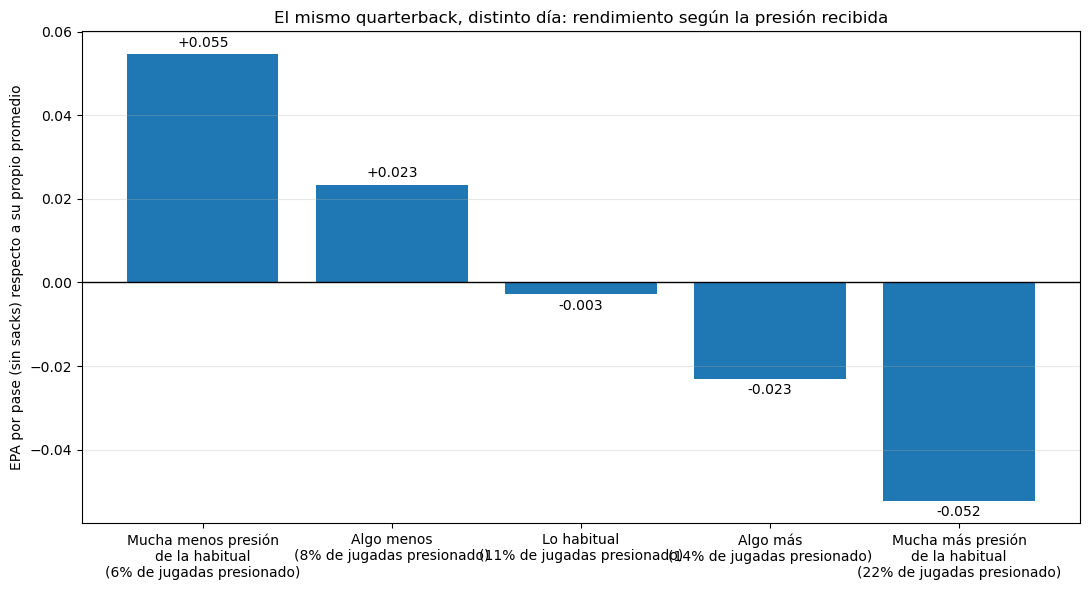 El mismo quarterback, distinto día: rendimiento según la presión recibida
EPA por pase (sin sacks) respecto a su propio promedio
0.06
0.04
0.02
0.00
−0.02
−0.04
+0.055
+0.023
-0.003
-0.023
-0.052
Mucha menos presión
de la habitual
(6% de jugadas presionado)
Algo menos
(8% de jugadas presionado)
Lo habitual
(11% de jugadas presionado)
Algo más
(14% de jugadas presionado)
Mucha más presión
de la habitual
(22% de jugadas presionado)